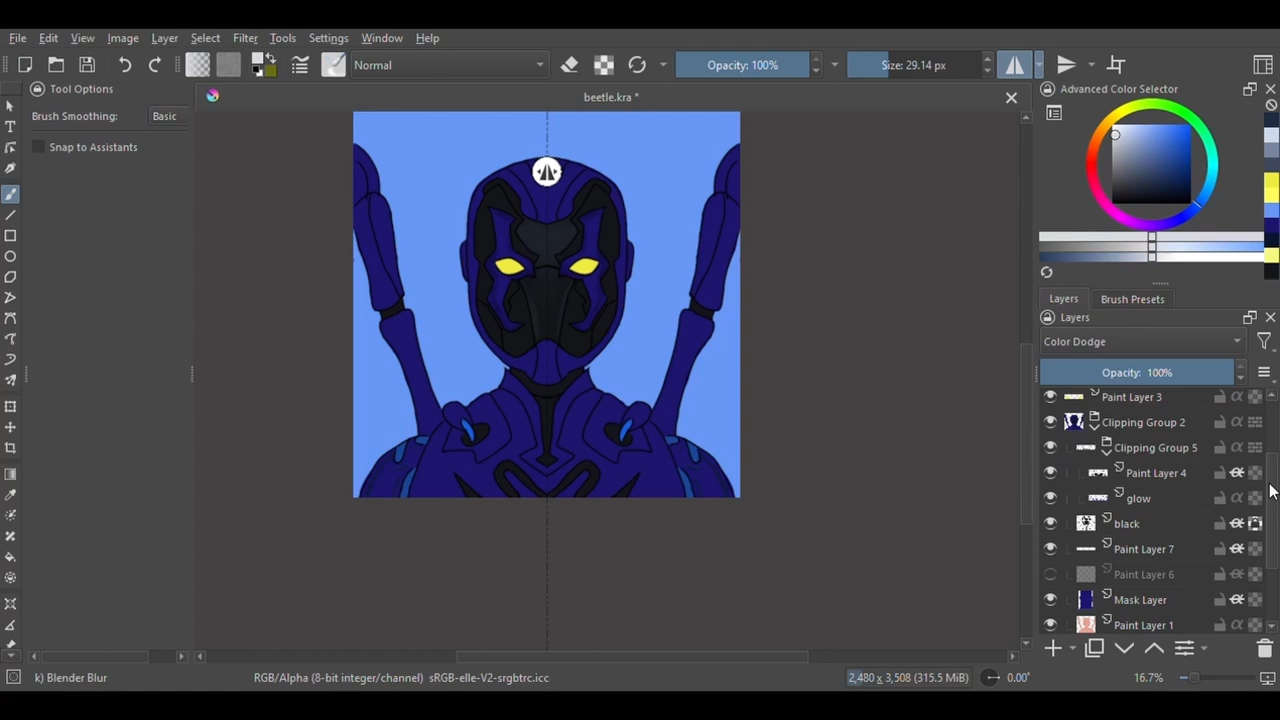 File Edit View Image Layer Select Filter Tools Settings Window Help
Normal Opacity: 100% Size: 29.14 px
Tool Options
beetle.kra *
Advanced Color Selector
Brush Smoothing: Basic
Snap to Assistants
Layers Brush Presets
Layers
Color Dodge
Opacity: 100%
Paint Layer 3
Clipping Group 2
Clipping Group 5
Paint Layer 4
glow
black
Paint Layer 7
Paint Layer 6
Mask Layer
Paint Layer 1
k) Blender Blur RGB/Alpha (8-bit integer/channel) sRGB-elle-V2-srgbtrc.icc 2,480 x 3,508 (315.5 MiB) 0.00° 16.7%